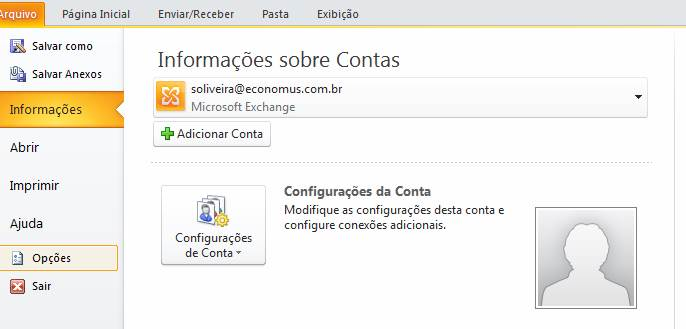 Arquivo Página Inicial Enviar/Receber Pasta Exibição
Salvar como
Salvar Anexos
Informações
Abrir
Imprimir
Ajuda
Opções
Sair
Informações sobre Contas
soliveira@economus.com.br
Microsoft Exchange
Adicionar Conta
Configurações
de Conta
Configurações da Conta
Modifique as configurações desta conta e
configure conexões adicionais.